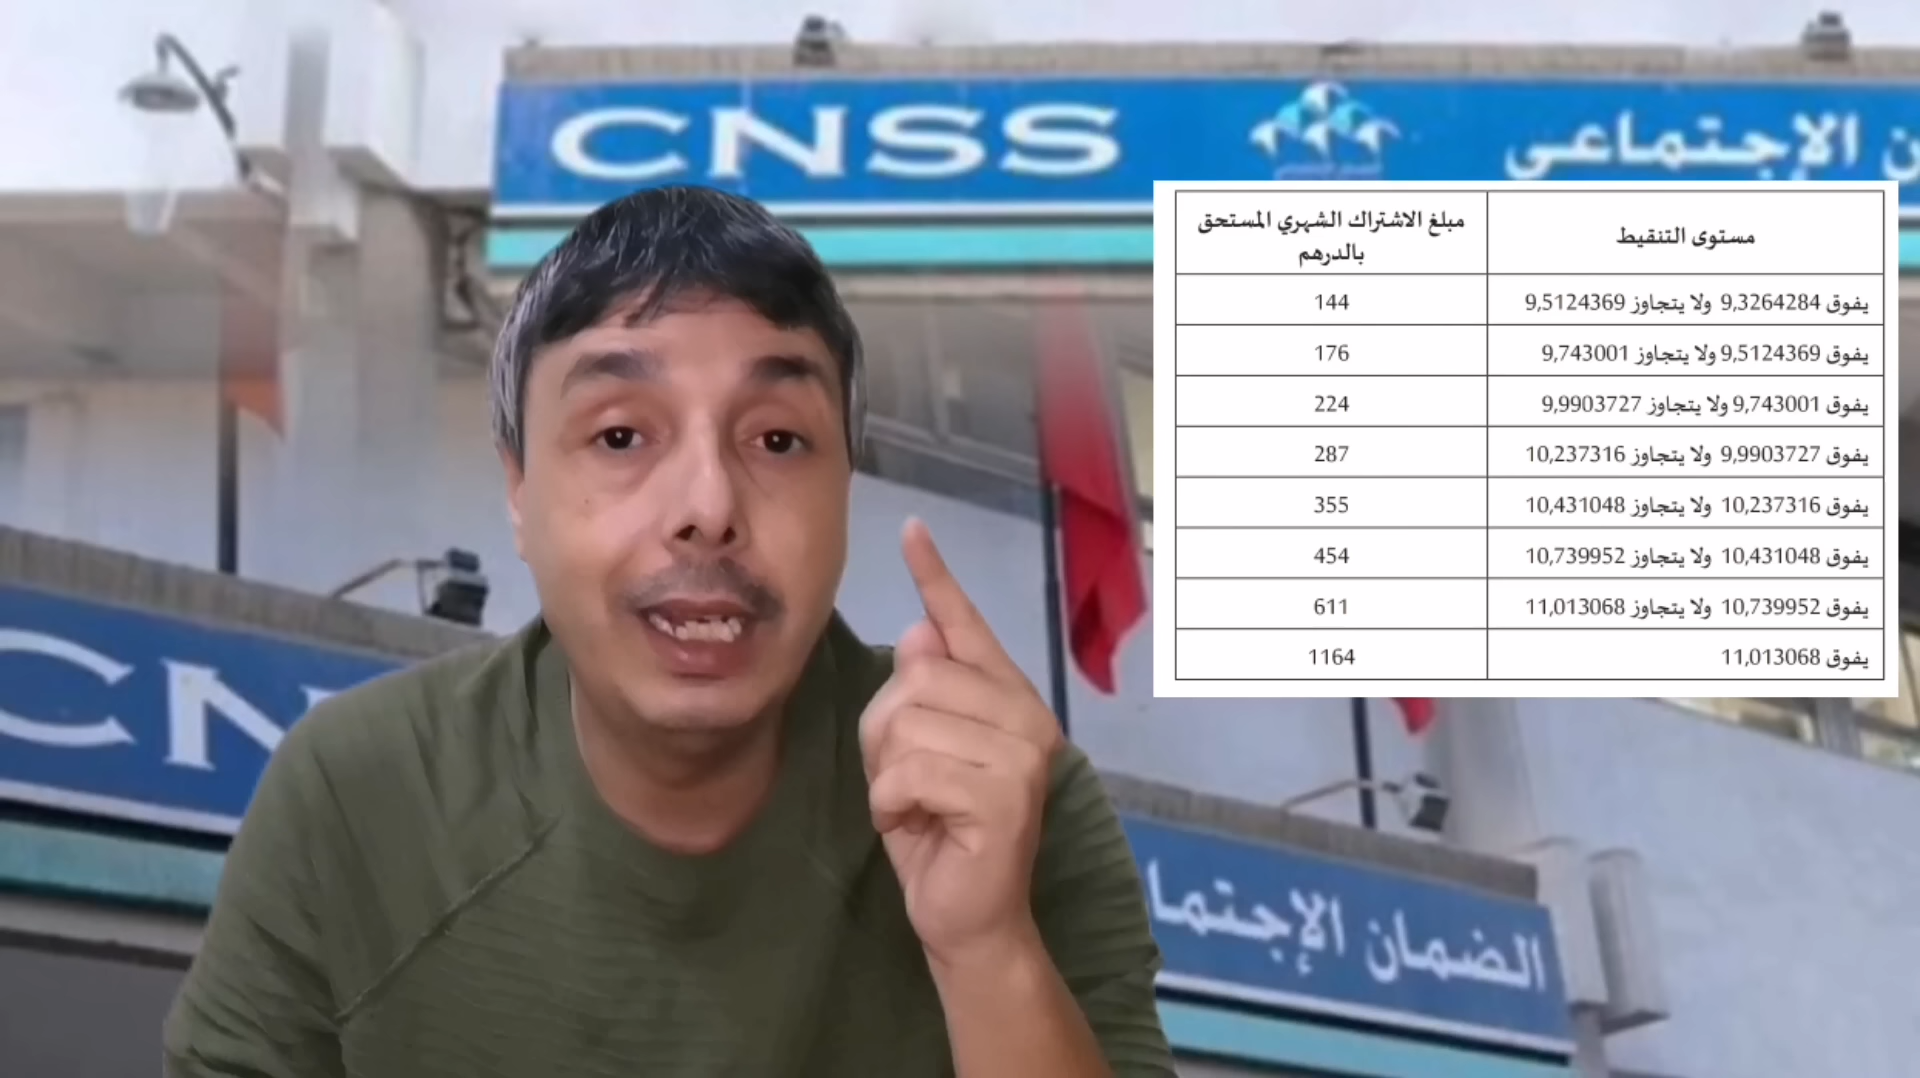 CNSS
ن الإجتماعي
مستوى التنقيط	مبلغ الاشتراك الشهري المستحق بالدرهم
يفوق 9,3264284 ولا يتجاوز 9,5124369	144
يفوق 9,5124369 ولا يتجاوز 9,743001	176
يفوق 9,743001 ولا يتجاوز 9,9903727	224
يفوق 9,9903727 ولا يتجاوز 10,237316	287
يفوق 10,237316 ولا يتجاوز 10,431048	355
يفوق 10,431048 ولا يتجاوز 10,739952	454
يفوق 10,739952 ولا يتجاوز 11,013068	611
يفوق 11,013068	1164
CN
الضمان الإجتما